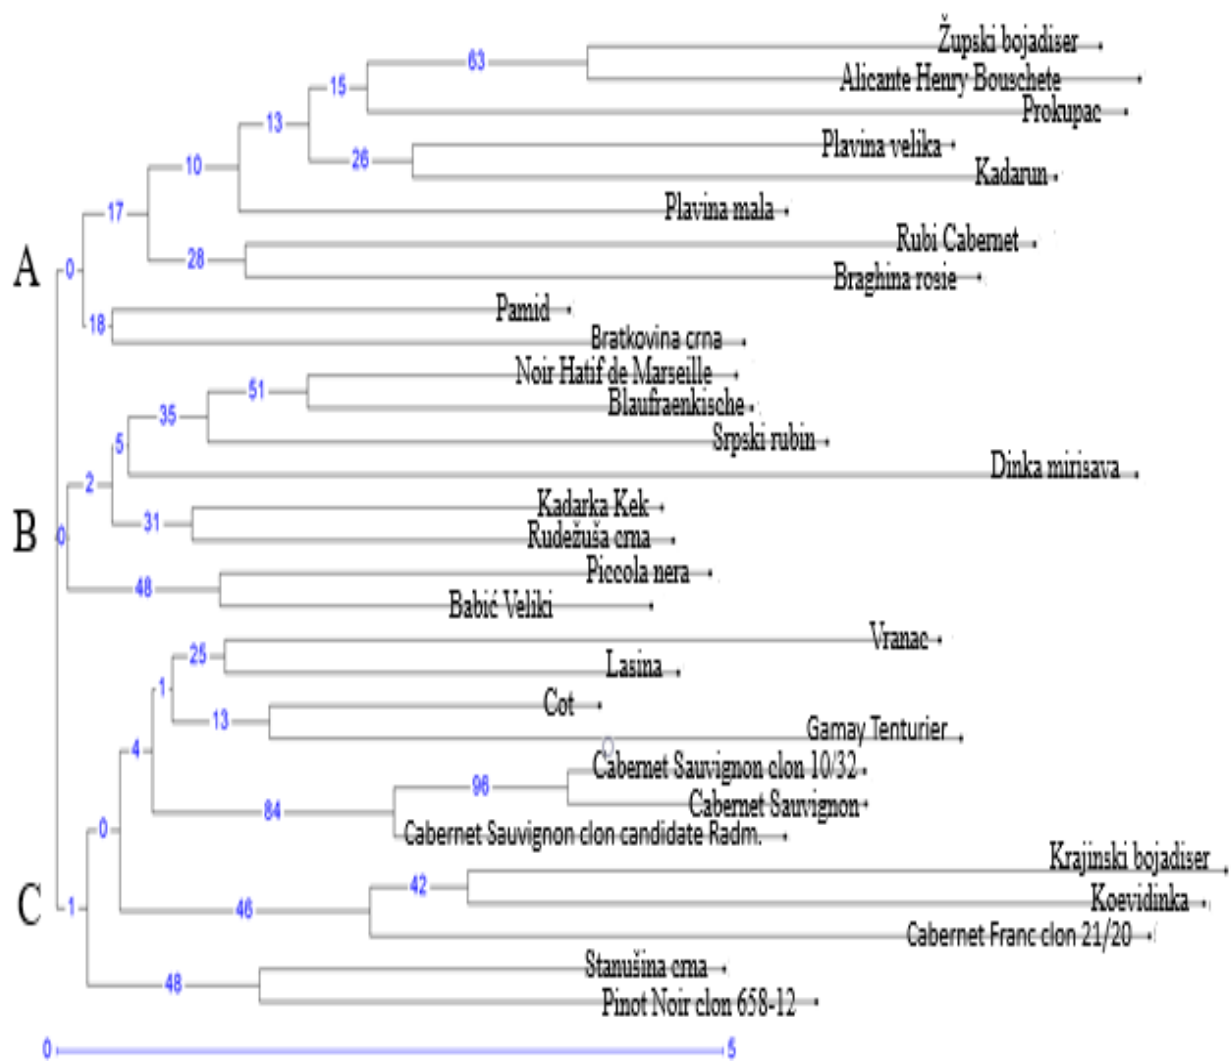 Župski bojadiser
63
15
Alicante Henry Bouschete
Prokupac
13
Plavina velika
26
10
Kadarun
Plavina mala
17
Rubi Cabernet
28
A
0
Braghina rosie
Pamid
18
Bratkovina crna
Noir Hatif de Marseille
51
Blaufraenkische
35
5
Srpski rubin
Dinka mirisava
2
Kadarka Kek
31
B
0
Rudežuša crna
Piccola nera
48
Babić Veliki
Vranac
25
Lasina
1
Cot
13
Gamay Tenturier
4
Cabernet Sauvignon clon 10/32
96
Cabernet Sauvignon
84
0
Cabernet Sauvignon clon candidate Radm.
Krajinski bojadiser
42
C
1
46
Koevidinka
Cabernet Franc clon 21/20
Stanušina crna
48
Pinot Noir clon 658-12
0
5